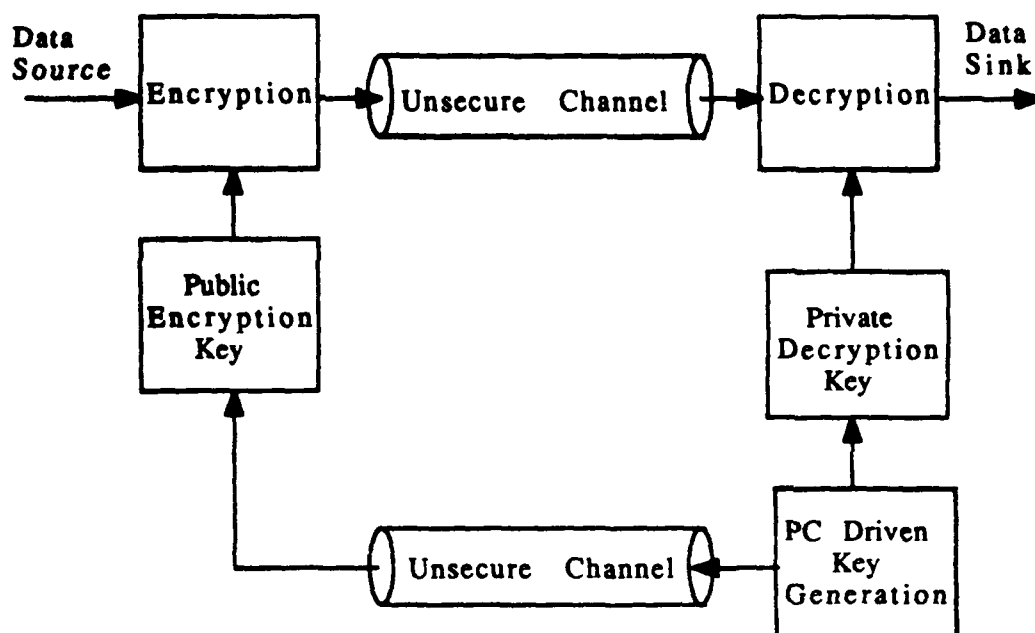 Data
Source
Encryption
Unsecure Channel
Decryption
Data
Sink
Public
Encryption
Key
Private
Decryption
Key
Unsecure Channel
PC Driven
Key
Generation